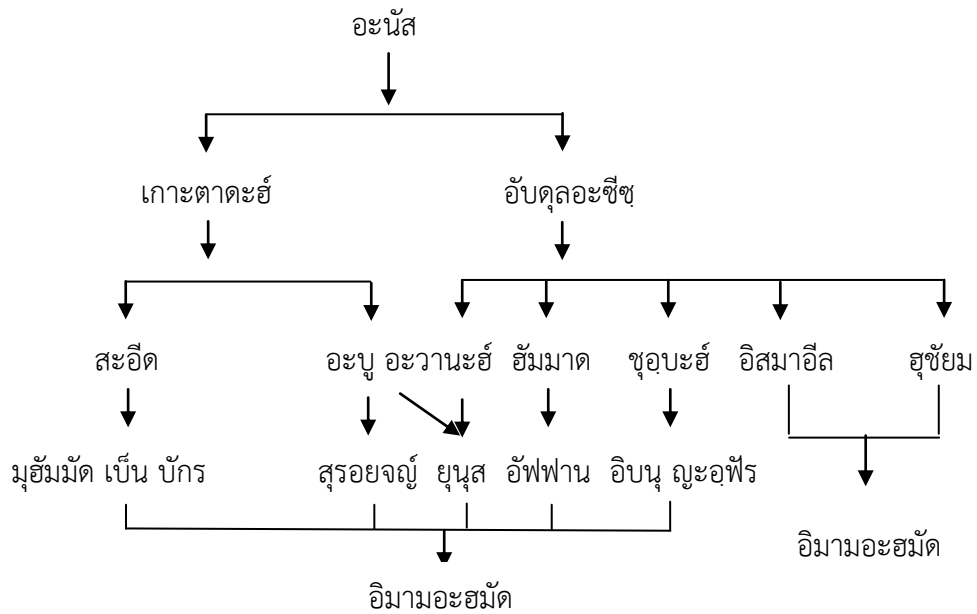 อะนัส
เกาะตาดะฮ์ อับดุลอะซีซฺ
สะอีด อะบู อะวานะฮ์ ฮัมมาด ชุอฺบะฮ์ อิสมาอีล ฮุชัยม
มุฮัมมัด เบ็น บักร สุรอยจญ์ ยุนุส อัฟฟาน อิบนุ ญะอฺฟัร
อิมามอะฮมัด
อิมามอะฮมัด